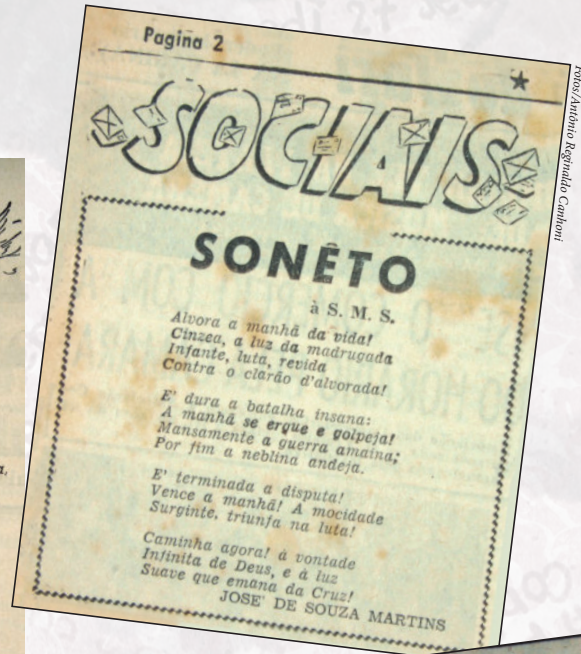 Pagina 2
SOCIAIS
SONÊTO
à S. M. S.
Alvora a manhã da vida!
Cinzea, a luz da madrugada
Infante, luta, revida
Contra o clarão d'alvorada!
E' dura a batalha insana:
A manhã se ergue e golpeja!
Mansamente a guerra amaina;
Por fim a neblina andeja.
E' terminada a disputa!
Vence a manhã! A mocidade
Surginte, triunfa na luta!
Caminha agora! à vontade
Infinita de Deus, e à luz
Suave que emana da Cruz!
JOSE' DE SOUZA MARTINS
Fotos/Antônio Reginaldo Canhoni